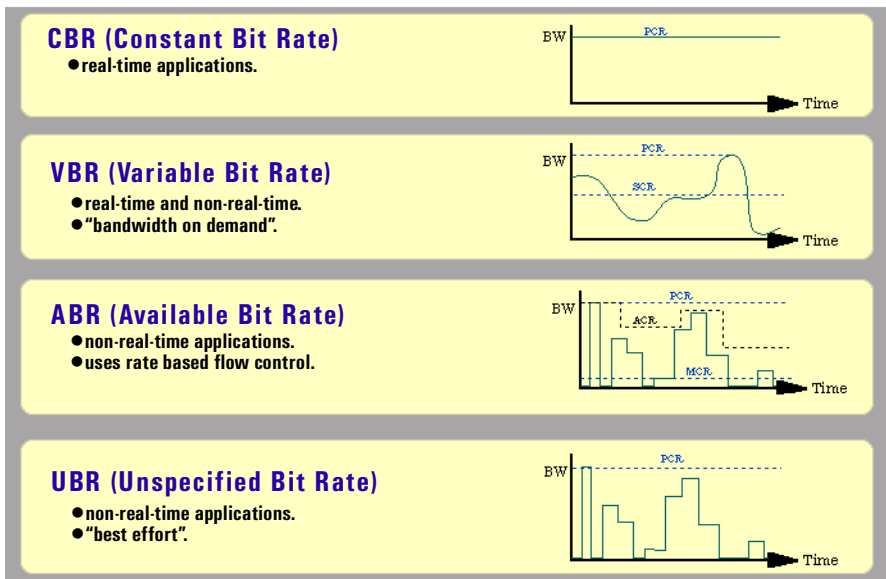 CBR (Constant Bit Rate)
●real-time applications.
BW
PCR
Time
VBR (Variable Bit Rate)
●real-time and non-real-time.
●“bandwidth on demand”.
BW
PCR
SCR
Time
ABR (Available Bit Rate)
●non-real-time applications.
●uses rate based flow control.
BW
PCR
ACR
MCR
Time
UBR (Unspecified Bit Rate)
●non-real-time applications.
●“best effort”.
BW
PCR
Time